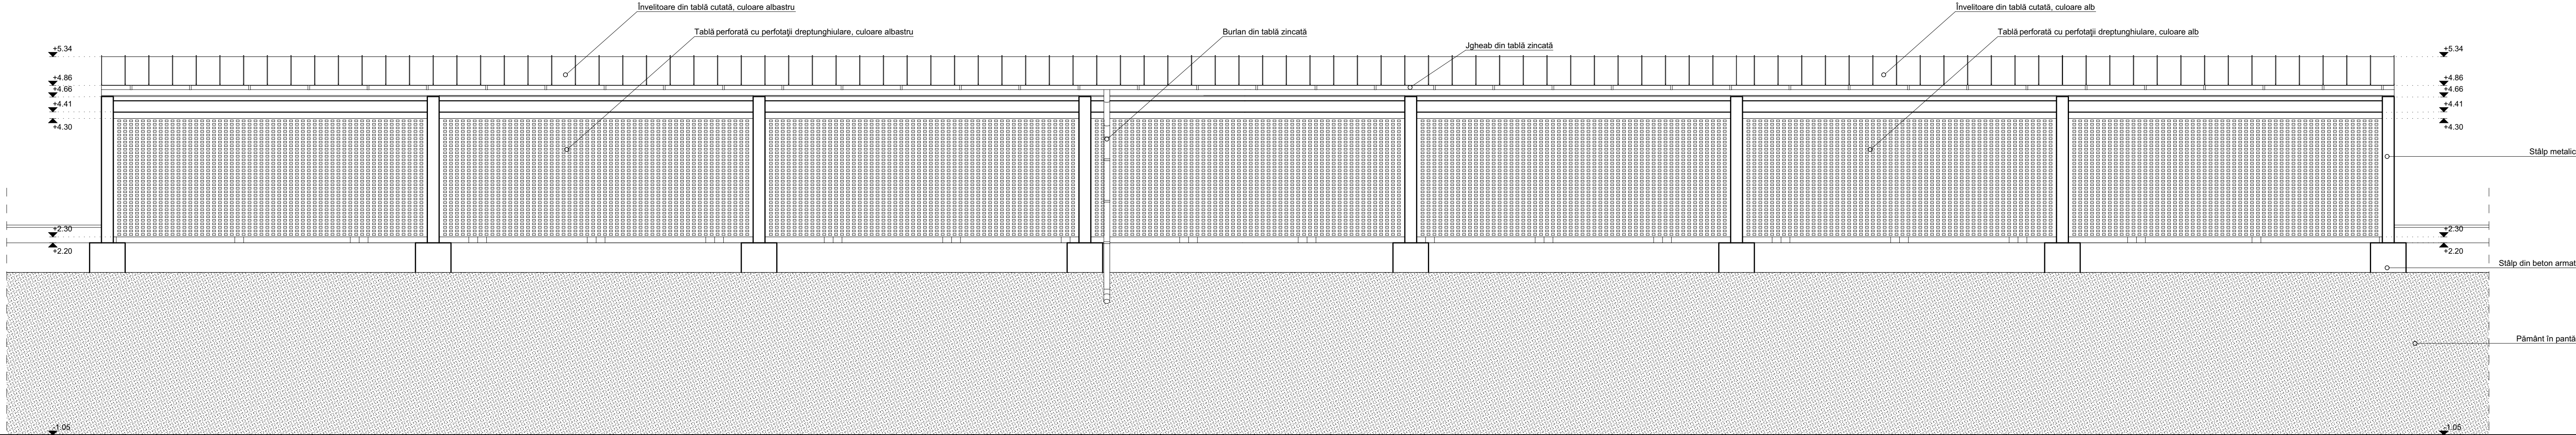 Învelitoare din tablă cutată, culoare albastru
Învelitoare din tablă cutată, culoare alb
Tablă perforată cu perfotaţii dreptunghiulare, culoare albastru
Burlan din tablă zincată
Tablă perforată cu perfotaţii dreptunghiulare, culoare alb
Jgheab din tablă zincată
+5.34
+5.34
+4.86
+4.86
+4.66
+4.66
+4.41
+4.41
+4.30
+4.30
Stâlp metalic
+2.30
+2.30
+2.20
+2.20
Stâlp din beton armat
Pământ în pantă
-1.05
-1.05